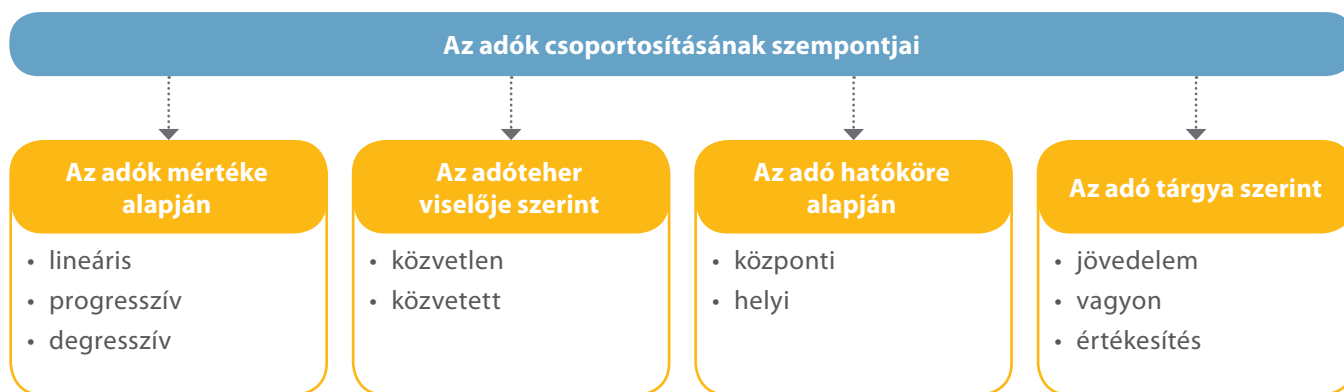 Az adók csoportosításának szempontjai
Az adók mértéke
alapján
• lineáris
• progresszív
• degresszív
Az adóteher
viselője szerint
• közvetlen
• közvetett
Az adó hatóköre
alapján
• központi
• helyi
Az adó tárgya szerint
• jövedelem
• vagyon
• értékesítés